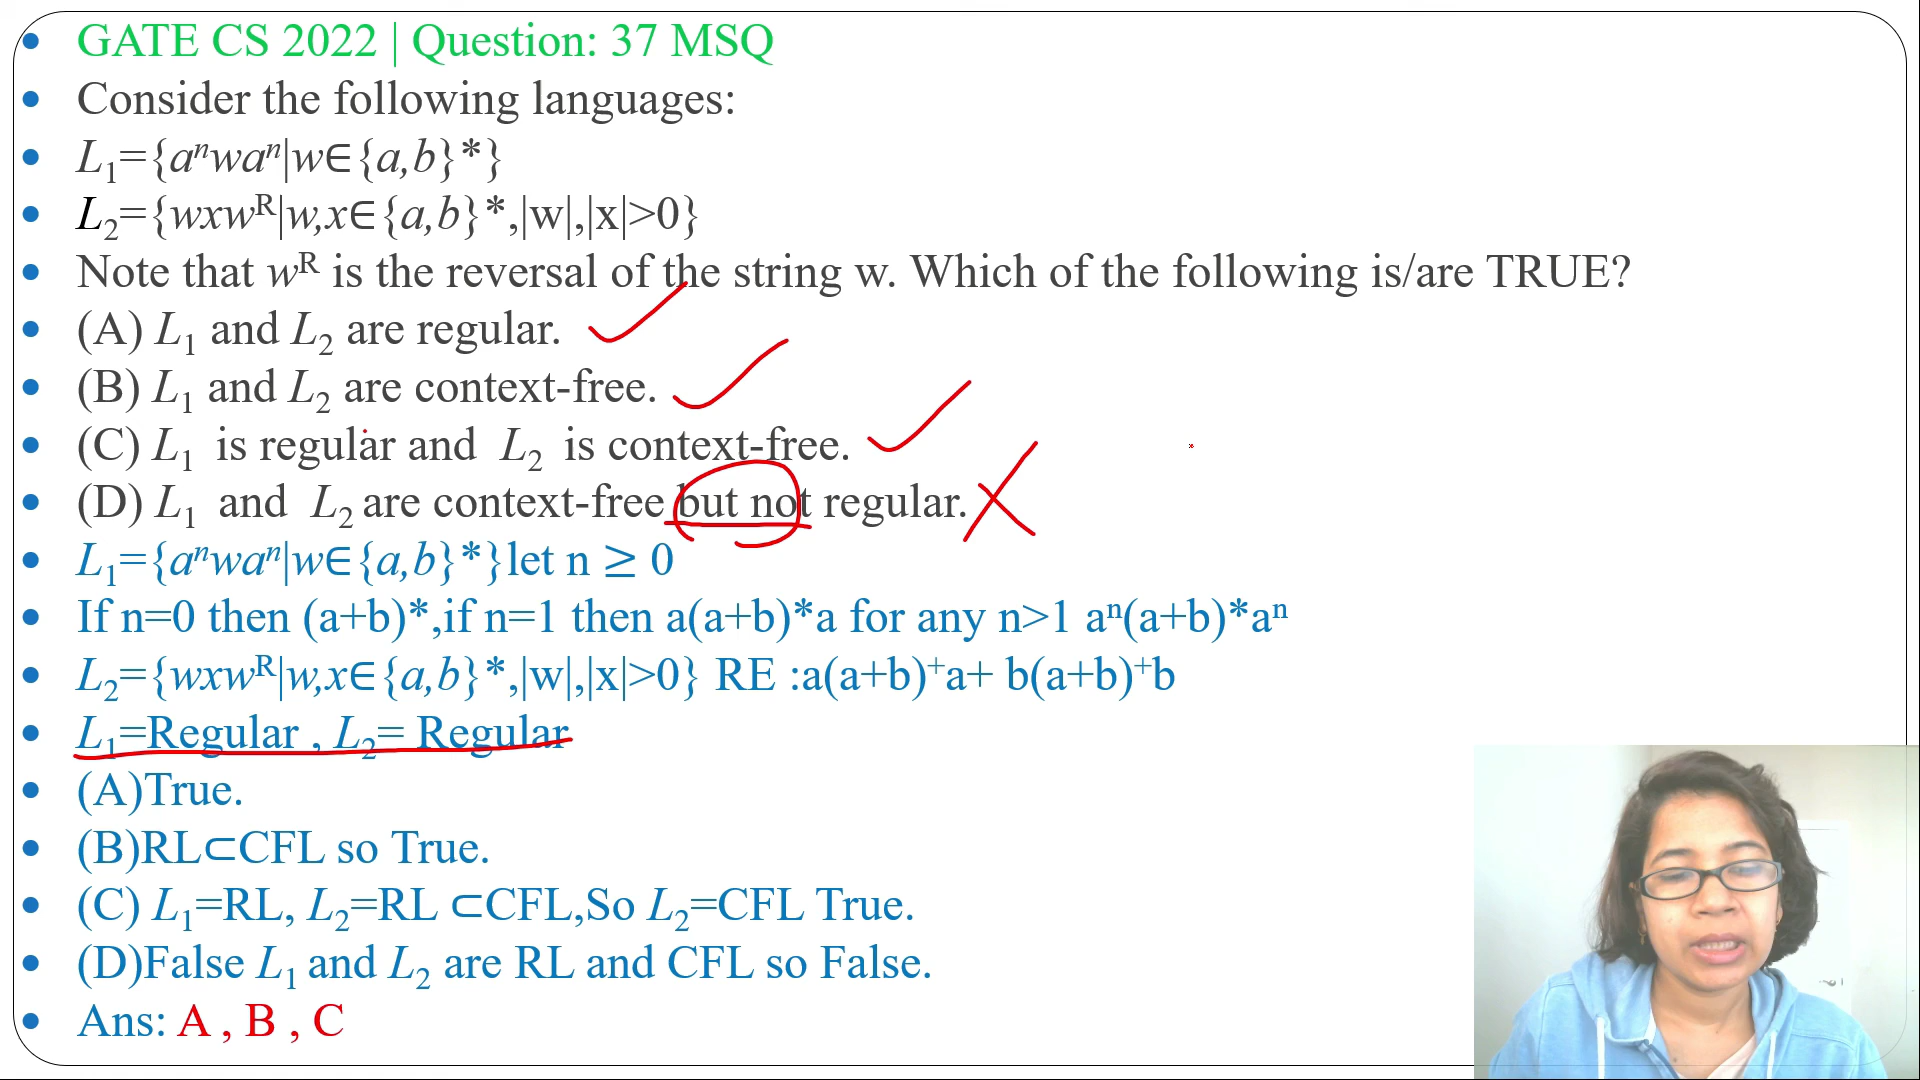 GATE CS 2022 | Question: 37 MSQ
Consider the following languages:
L₁={aⁿwaⁿ|w∈{a,b}*}
L₂={wxwᴿ|w,x∈{a,b}*,|w|,|x|>0}
Note that wᴿ is the reversal of the string w. Which of the following is/are TRUE?
(A) L₁ and L₂ are regular.
(B) L₁ and L₂ are context-free.
(C) L₁ is regular and L₂ is context-free.
(D) L₁ and L₂ are context-free but not regular.
L₁={aⁿwaⁿ|w∈{a,b}*}let n ≥ 0
If n=0 then (a+b)*,if n=1 then a(a+b)*a for any n>1 aⁿ(a+b)*aⁿ
L₂={wxwᴿ|w,x∈{a,b}*,|w|,|x|>0} RE :a(a+b)⁺a+ b(a+b)⁺b
L₁=Regular , L₂= Regular
(A)True.
(B)RL⊂CFL so True.
(C) L₁=RL, L₂=RL ⊂CFL,So L₂=CFL True.
(D)False L₁ and L₂ are RL and CFL so False.
Ans: A , B , C